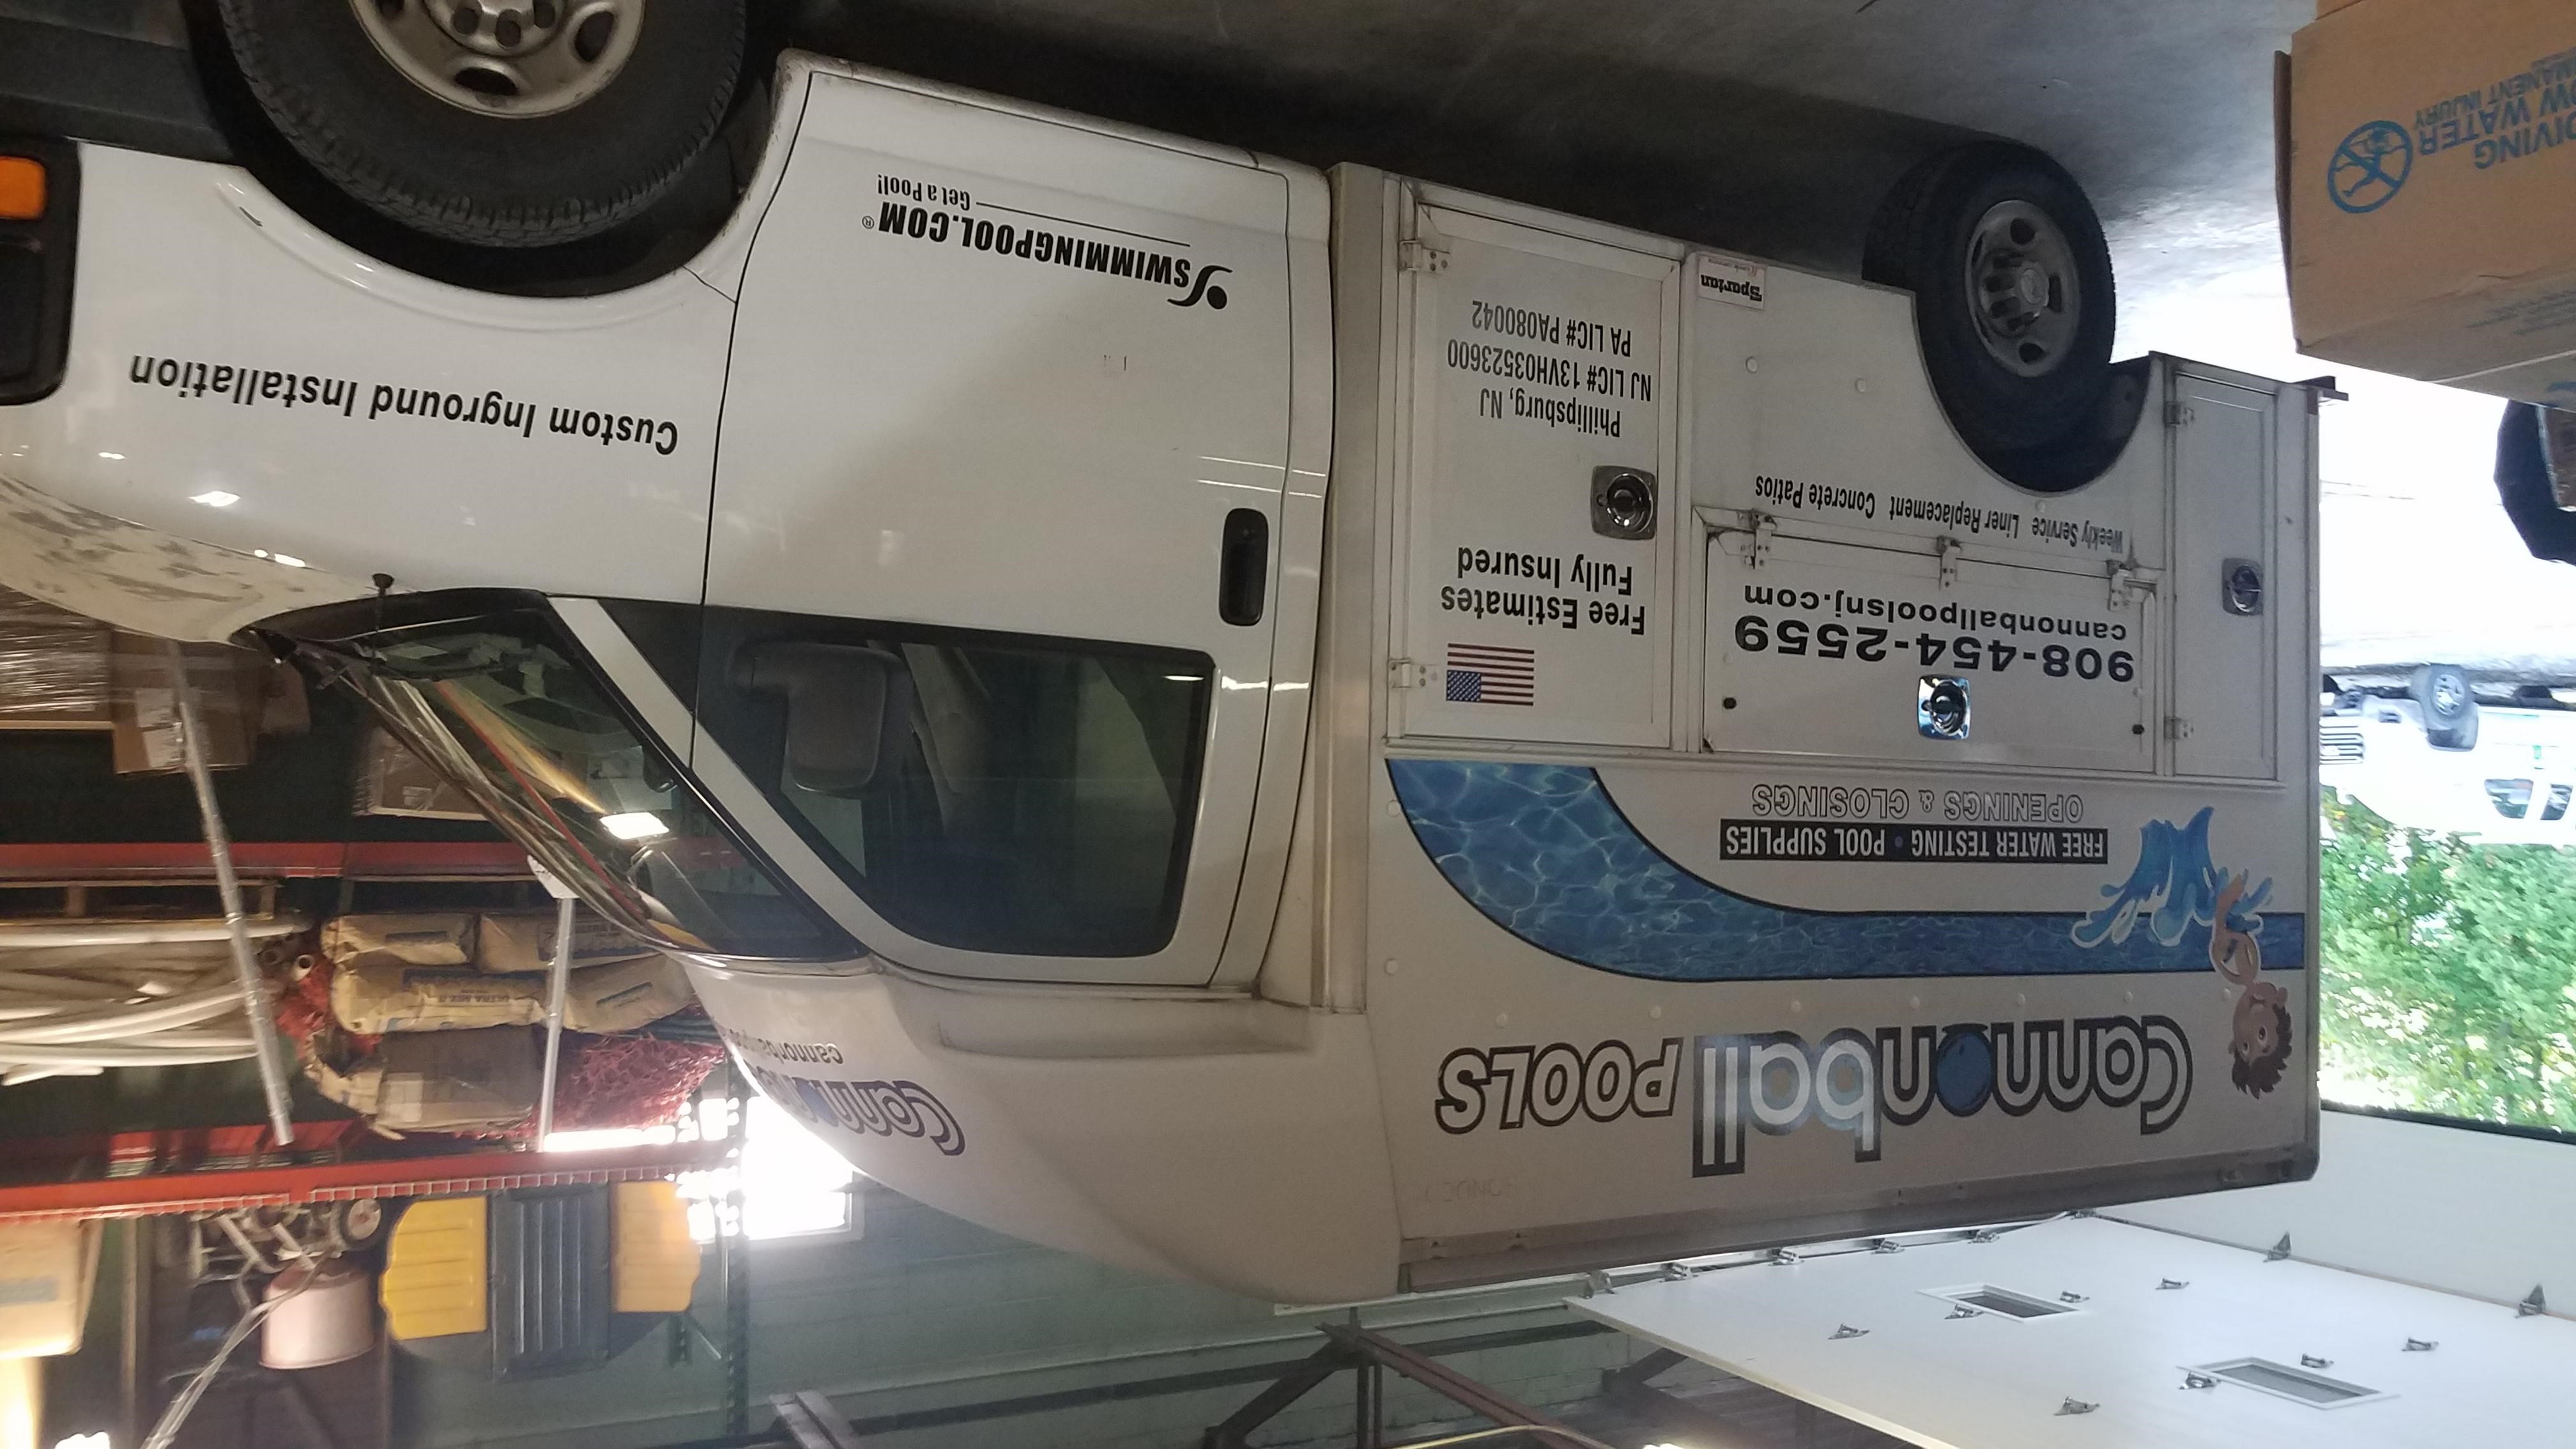 Cannonball POOLS
FREE WATER TESTING • POOL SUPPLIES
OPENINGS & CLOSINGS
908-454-2559
cannonballpoolsnj.com
Weekly Service Liner Replacement Concrete Patios
Free Estimates
Fully Insured
Phillipsburg, NJ
NJ LIC# 13VH03523600
PA LIC# PA080042
Spartan
SWIMMINGPOOL.COM®
Get a Pool!
Custom Inground Installation
DIVING
WATER
INJURY